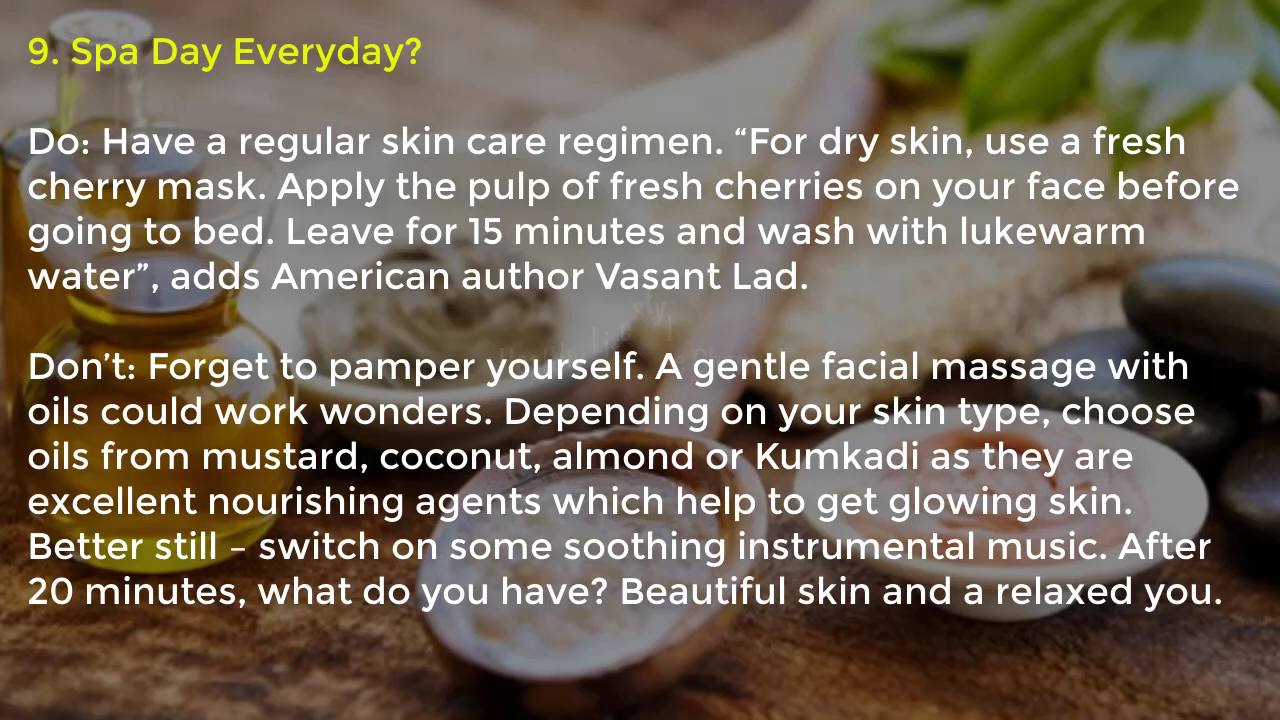 9. Spa Day Everyday?
Do: Have a regular skin care regimen. “For dry skin, use a fresh
cherry mask. Apply the pulp of fresh cherries on your face before
going to bed. Leave for 15 minutes and wash with lukewarm
water”, adds American author Vasant Lad.
Don’t: Forget to pamper yourself. A gentle facial massage with
oils could work wonders. Depending on your skin type, choose
oils from mustard, coconut, almond or Kumkadi as they are
excellent nourishing agents which help to get glowing skin.
Better still – switch on some soothing instrumental music. After
20 minutes, what do you have? Beautiful skin and a relaxed you.